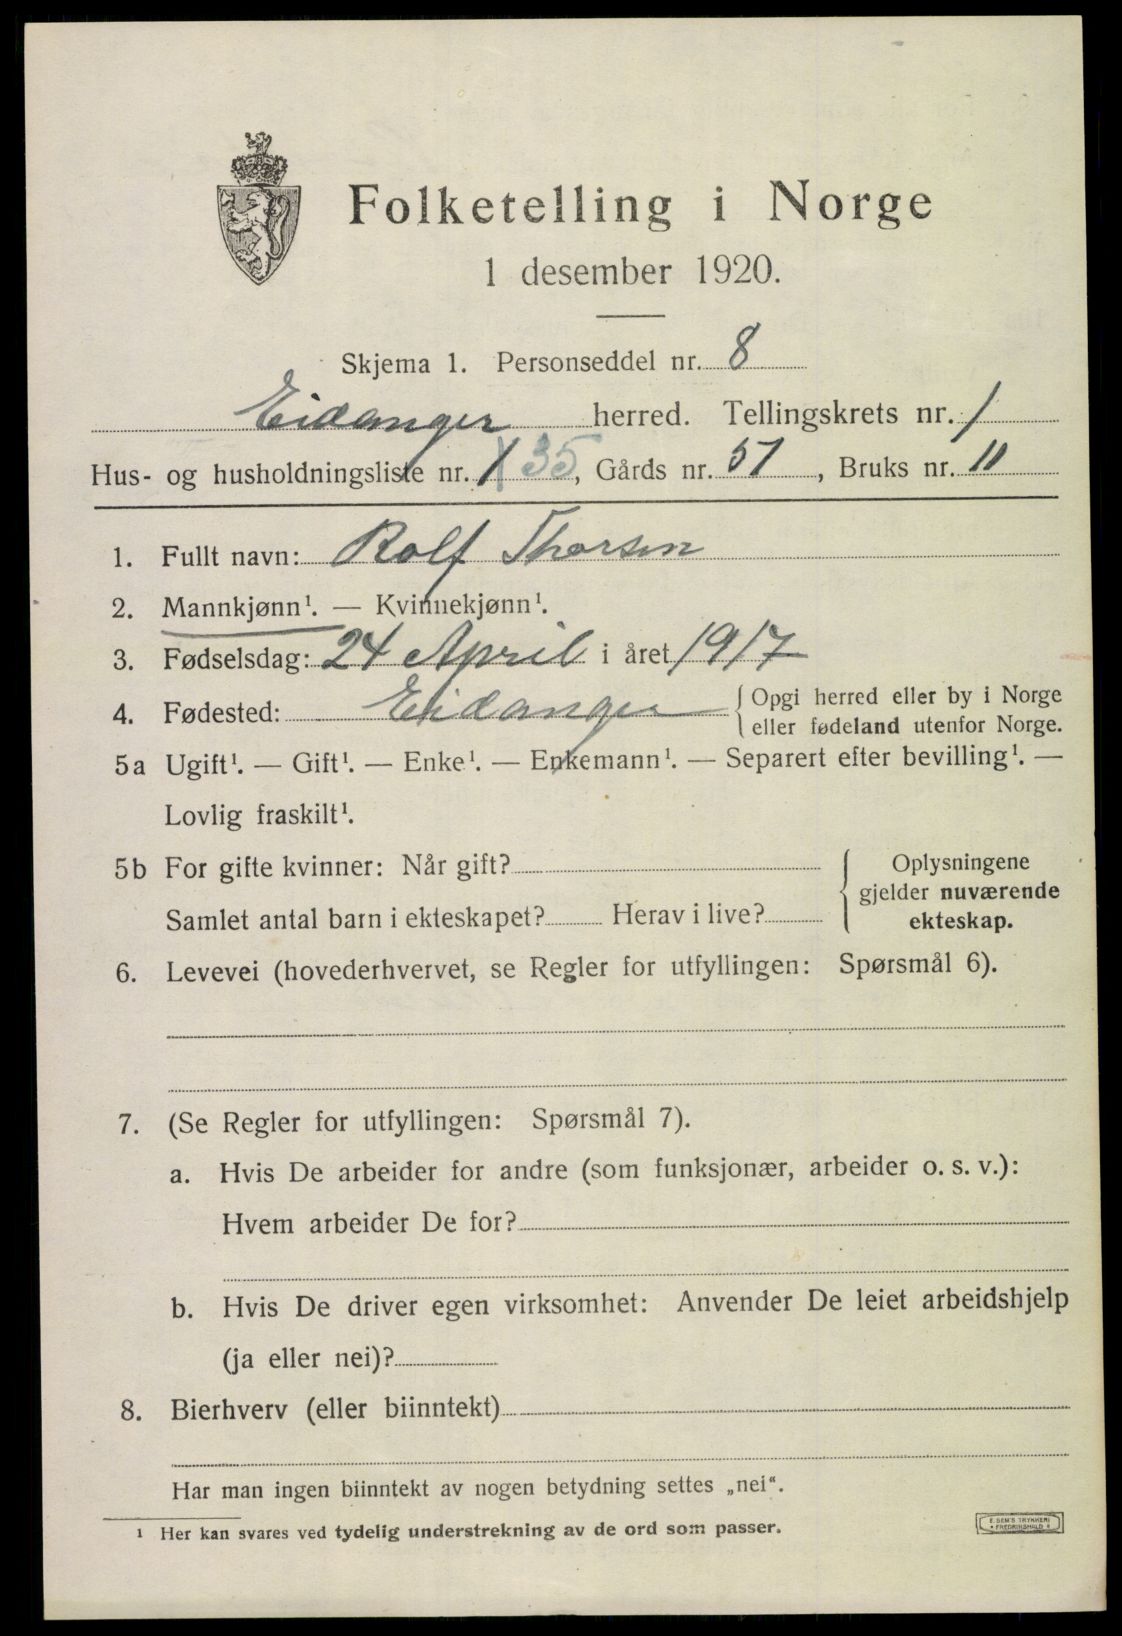 Folketelling i Norge
1 desember 1920.
Skjema 1. Personseddel nr. 8
Eidanger herred. Tellingskrets nr. 1
Hus- og husholdningsliste nr. 1 35, Gårds nr. 51, Bruks nr. 11
1. Fullt navn: Rolf Thorsen
2. Mannkjønn¹. — Kvinnekjønn¹.
3. Fødselsdag: 24 April i året 1917
4. Fødested: Eidanger { Opgi herred eller by i Norge
eller fødeland utenfor Norge.
5a Ugift¹. — Gift¹. — Enke¹. — Enkemann¹. — Separert efter bevilling¹. —
Lovlig fraskilt¹.
5b For gifte kvinner: Når gift?
Samlet antal barn i ekteskapet? Herav i live?
{ Oplysningene
gjelder nuværende
ekteskap.
6. Levevei (hovederhvervet, se Regler for utfyllingen: Spørsmål 6).
7. (Se Regler for utfyllingen: Spørsmål 7).
a. Hvis De arbeider for andre (som funksjonær, arbeider o. s. v.):
Hvem arbeider De for?
b. Hvis De driver egen virksomhet: Anvender De leiet arbeidshjelp
(ja eller nei)?
8. Bierhverv (eller biinntekt)
Har man ingen biinntekt av nogen betydning settes „nei“.
¹ Her kan svares ved tydelig understrekning av de ord som passer.
E. SEM'S TRYKKERI
FREDRIKSHALD